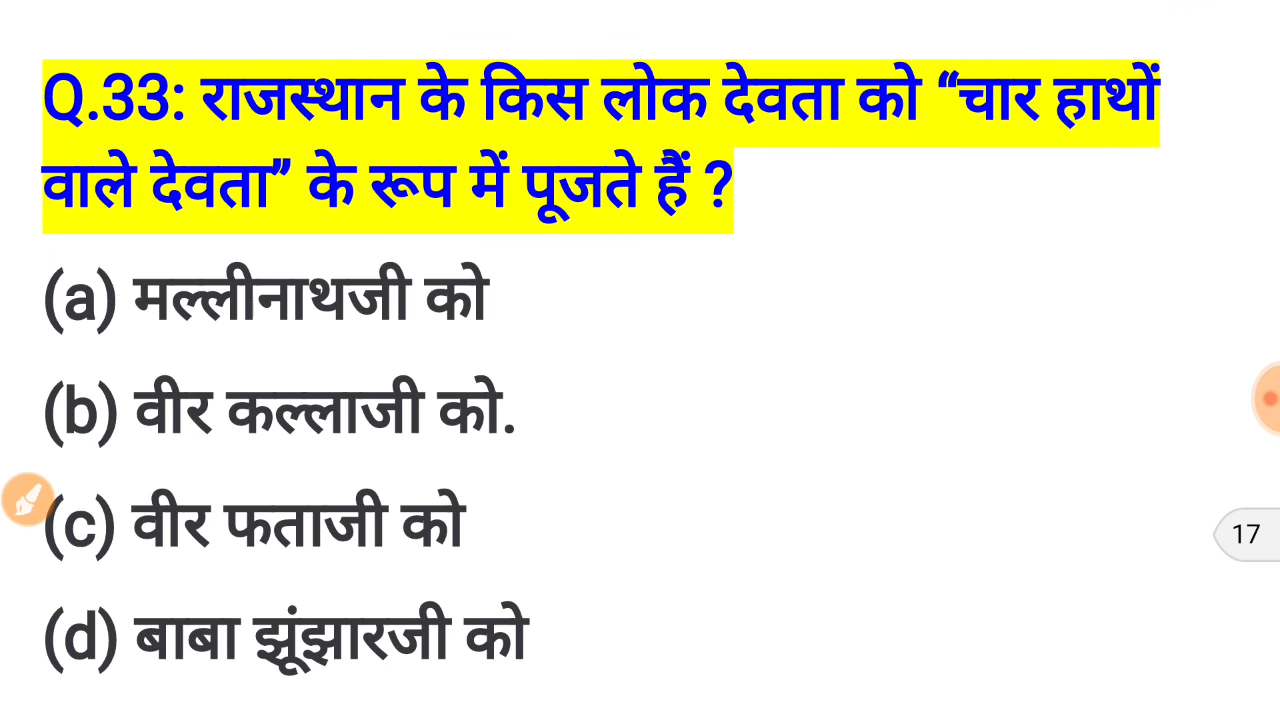 Q.33: राजस्थान के किस लोक देवता को “चार हाथों
वाले देवता” के रूप में पूजते हैं ?
(a) मल्लीनाथजी को
(b) वीर कल्लाजी को.
(c) वीर फताजी को
17
(d) बाबा झूंझारजी को